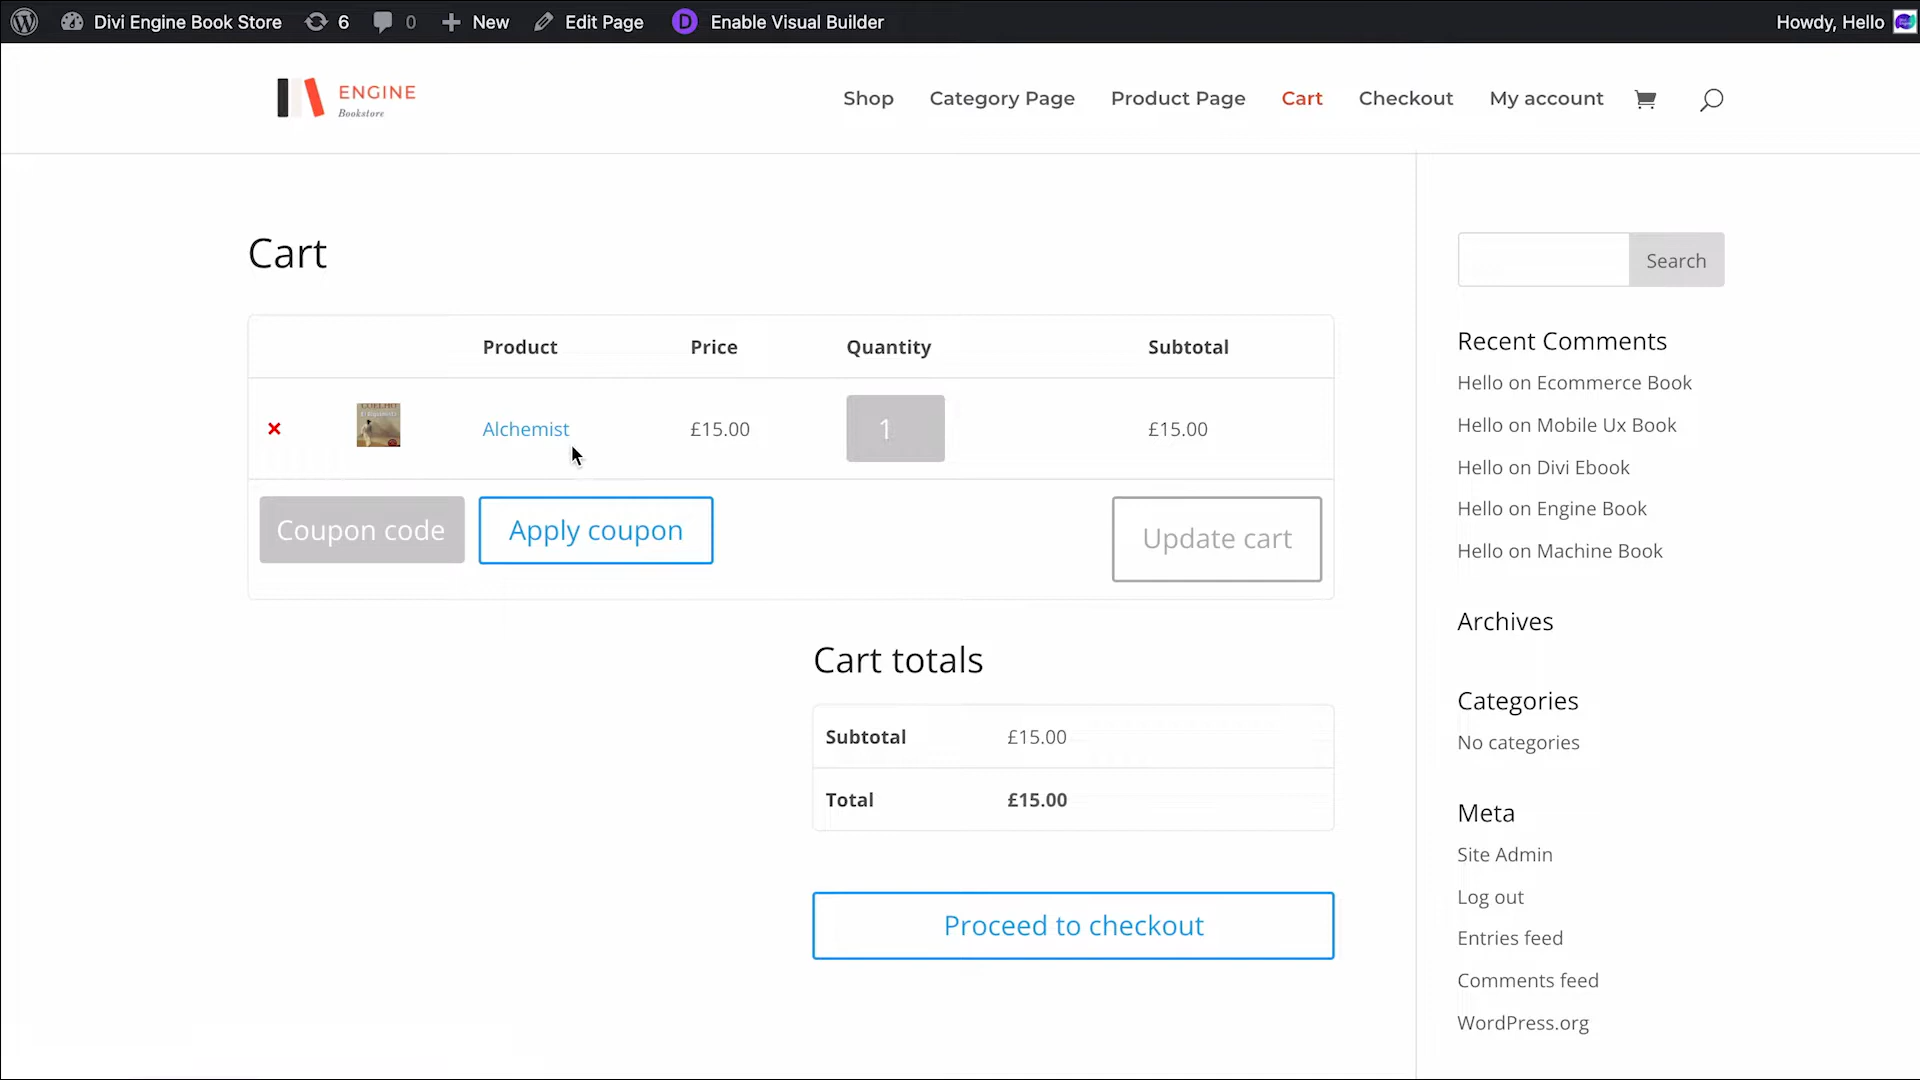 Divi Engine Book Store 6 0 New Edit Page D Enable Visual Builder Howdy, Hello
ENGINE
Bookstore
Shop Category Page Product Page Cart Checkout My account
Cart
Product Price Quantity Subtotal
COELHO
Alchemist £15.00 1 £15.00
Coupon code Apply coupon Update cart
Cart totals
Subtotal £15.00
Total £15.00
Proceed to checkout
Search
Recent Comments
Hello on Ecommerce Book
Hello on Mobile Ux Book
Hello on Divi Ebook
Hello on Engine Book
Hello on Machine Book
Archives
Categories
No categories
Meta
Site Admin
Log out
Entries feed
Comments feed
WordPress.org